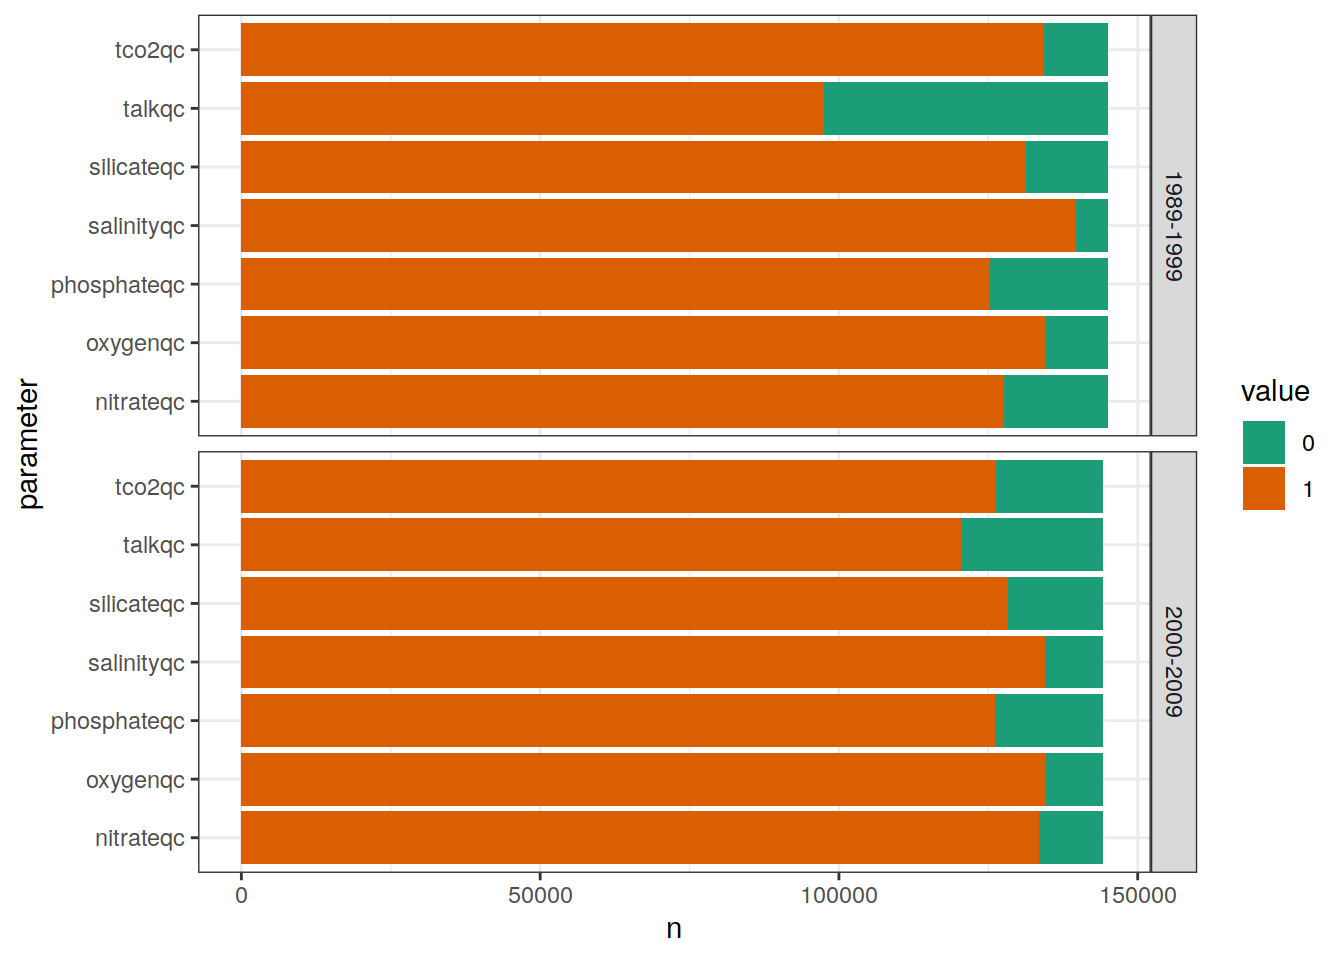 tco2qc
talkqc
silicateqc
salinityqc
phosphateqc
oxygenqc
nitrateqc
1989-1999
tco2qc
talkqc
silicateqc
salinityqc
phosphateqc
oxygenqc
nitrateqc
2000-2009
parameter
0
50000
100000
150000
n
value
0
1